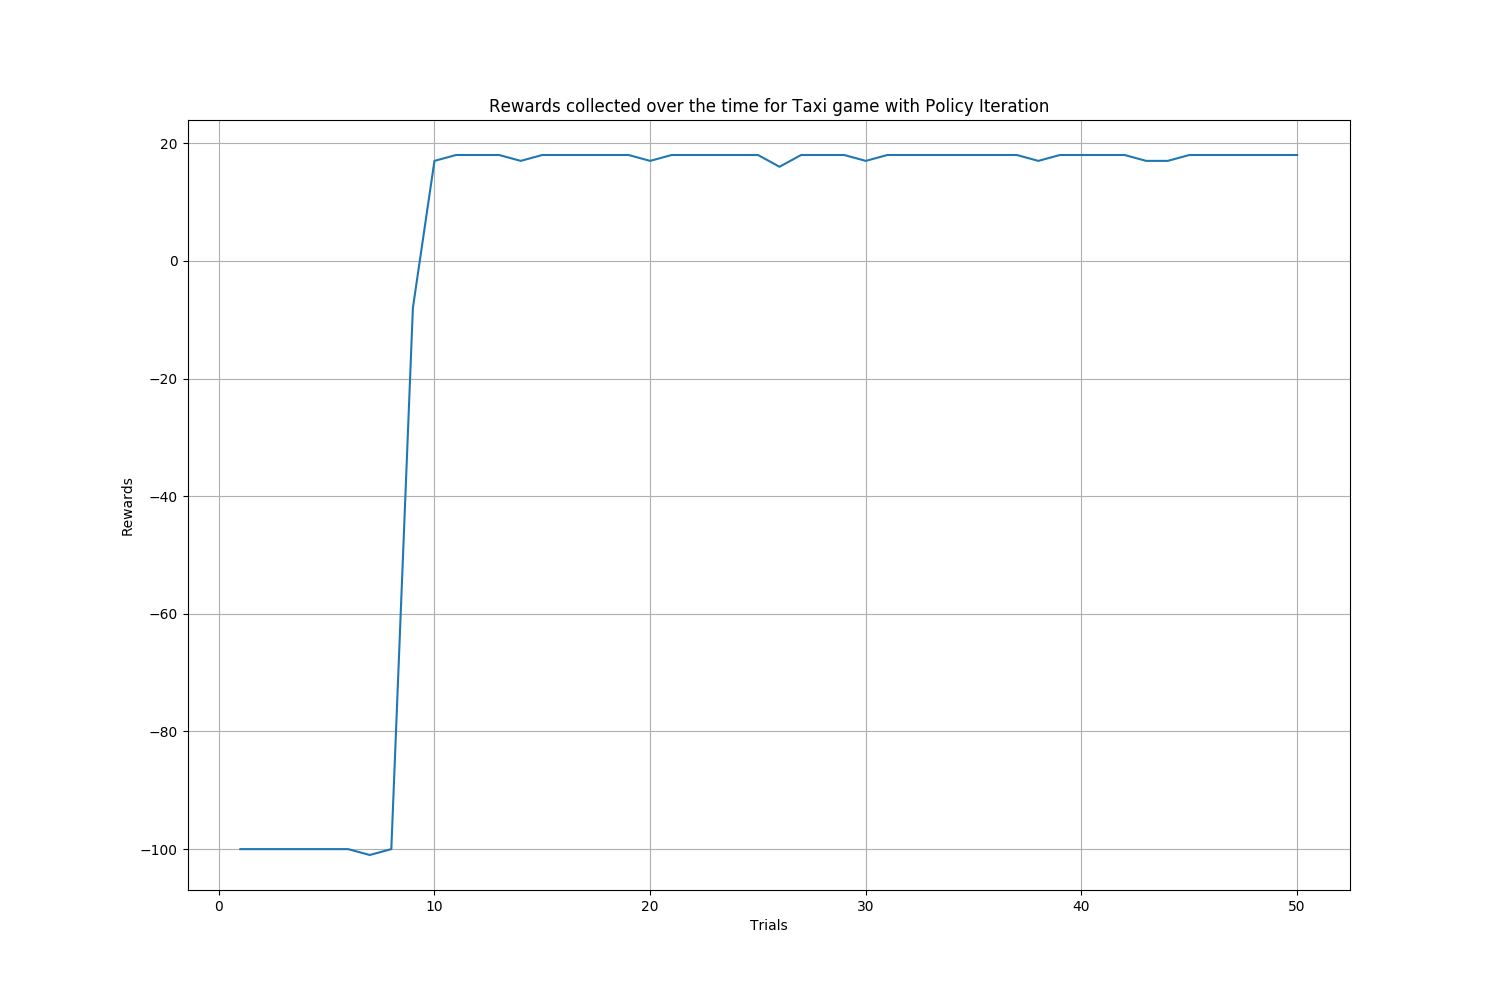 Rewards collected over the time for Taxi game with Policy Iteration
20
0
−20
−40
−60
−80
−100
Rewards
0 10 20 30 40 50
Trials